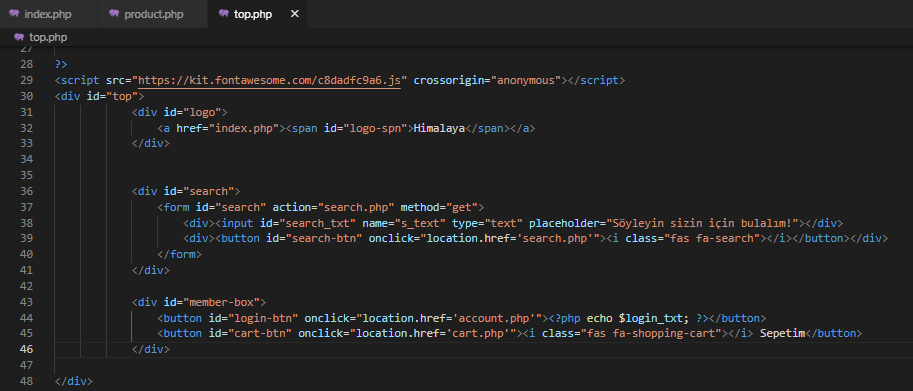 index.php product.php top.php ×
top.php
27
28 ?>
29 <script src="https://kit.fontawesome.com/c8dadfc9a6.js" crossorigin="anonymous"></script>
30 <div id="top">
31 <div id="logo">
32 <a href="index.php"><span id="logo-spn">Himalaya</span></a>
33 </div>
34
35
36 <div id="search">
37 <form id="search" action="search.php" method="get">
38 <div><input id="search_txt" name="s_text" type="text" placeholder="Söyleyin sizin için bulalım!"></div>
39 <div><button id="search-btn" onclick="location.href='search.php'"><i class="fas fa-search"></i></button></div>
40 </form>
41 </div>
42
43 <div id="member-box">
44 <button id="login-btn" onclick="location.href='account.php'"><?php echo $login_txt; ?></button>
45 <button id="cart-btn" onclick="location.href='cart.php'"><i class="fas fa-shopping-cart"></i> Sepetim</button>
46 </div>
47
48 </div>